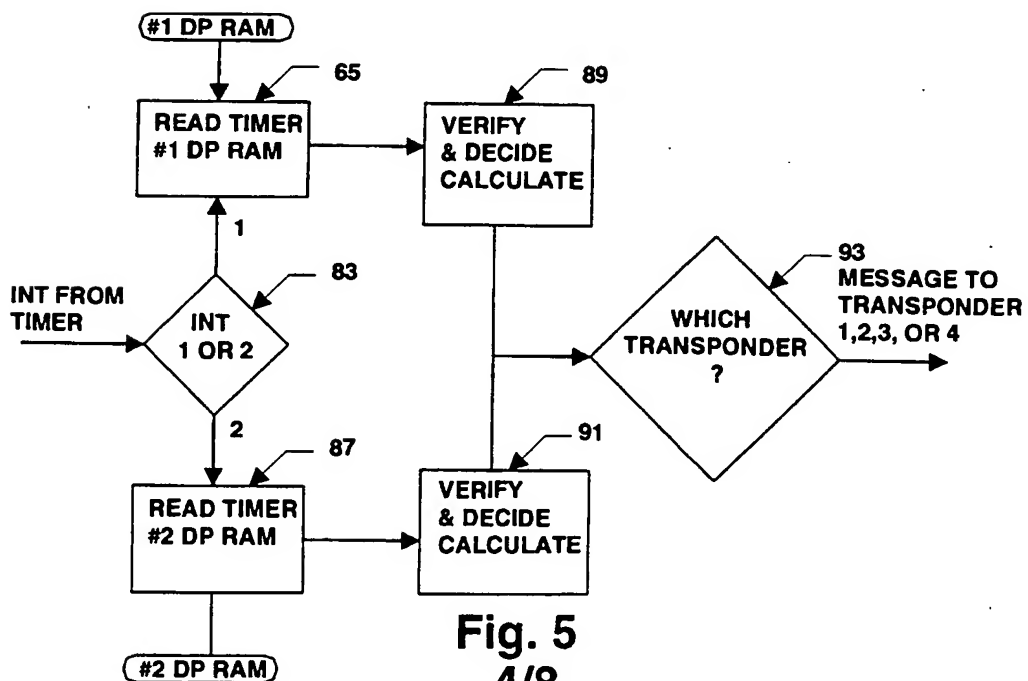 #1 DP RAM
65
READ TIMER
#1 DP RAM
89
VERIFY
& DECIDE
CALCULATE
1
83
INT FROM
TIMER
INT
1 OR 2
2
93
MESSAGE TO
TRANSPONDER
1,2,3, OR 4
WHICH
TRANSPONDER
?
87
READ TIMER
#2 DP RAM
91
VERIFY
& DECIDE
CALCULATE
#2 DP RAM
Fig. 5
4/8